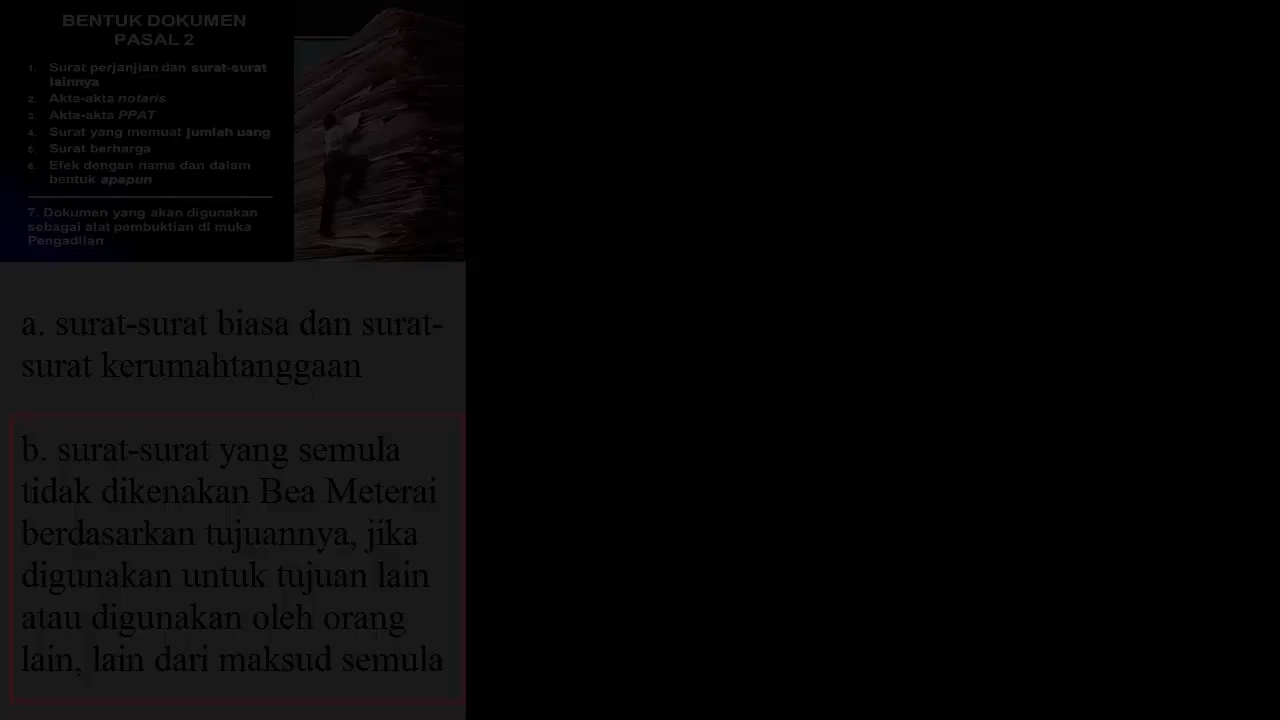 BENTUK DOKUMEN
PASAL 2
1. Surat perjanjian dan surat-surat
lainnya
2. Akta-akta notaris
3. Akta-akta PPAT
4. Surat yang memuat jumlah uang
5. Surat berharga
6. Efek dengan nama dan dalam
bentuk apapun
7. Dokumen yang akan digunakan
sebagai alat pembuktian di muka
Pengadilan
a. surat-surat biasa dan surat-
surat kerumahtanggaan
b. surat-surat yang semula
tidak dikenakan Bea Meterai
berdasarkan tujuannya, jika
digunakan untuk tujuan lain
atau digunakan oleh orang
lain, lain dari maksud semula